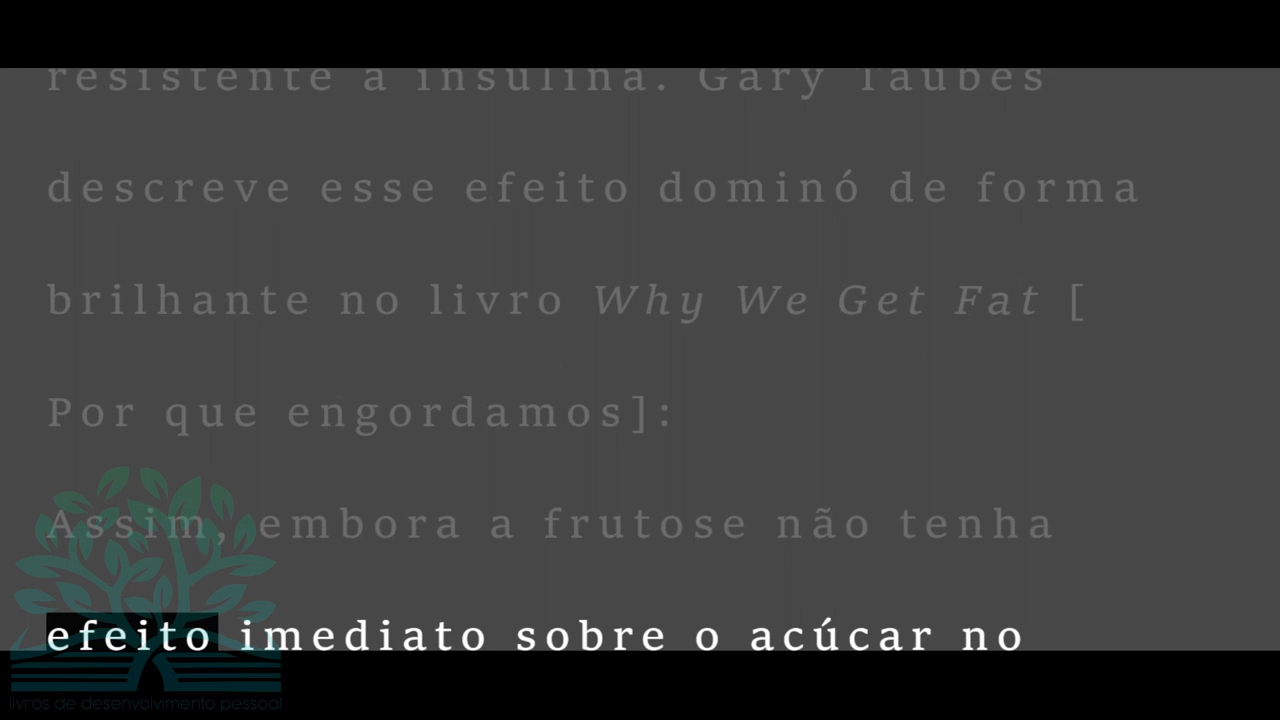 resistente à insulina. Gary Taubes
descreve esse efeito dominó de forma
brilhante no livro Why We Get Fat [
Por que engordamos]:
Assim, embora a frutose não tenha
efeito imediato sobre o açúcar no
livros de desenvolvimento pessoal